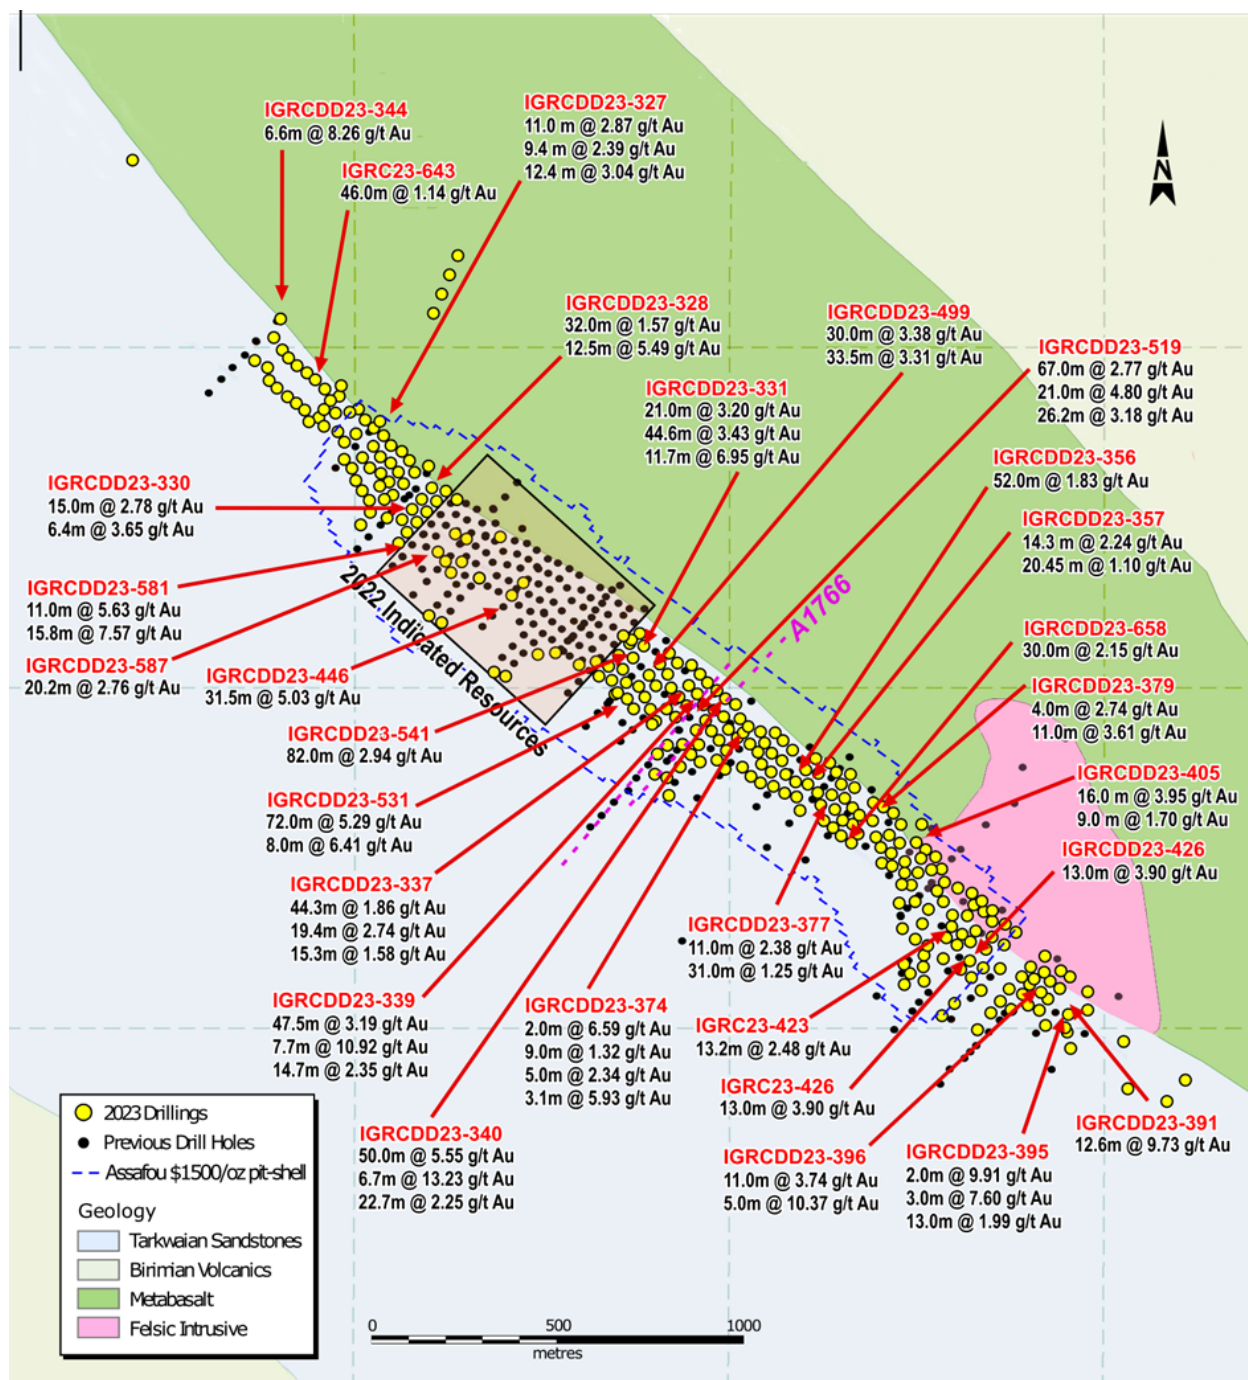 IGRCDD23-344
6.6m @ 8.26 g/t Au
IGRC23-643
46.0m @ 1.14 g/t Au
IGRCDD23-327
11.0 m @ 2.87 g/t Au
9.4 m @ 2.39 g/t Au
12.4 m @ 3.04 g/t Au
N
IGRCDD23-328
32.0m @ 1.57 g/t Au
12.5m @ 5.49 g/t Au
IGRCDD23-499
30.0m @ 3.38 g/t Au
33.5m @ 3.31 g/t Au
IGRCDD23-519
67.0m @ 2.77 g/t Au
21.0m @ 4.80 g/t Au
26.2m @ 3.18 g/t Au
IGRCDD23-331
21.0m @ 3.20 g/t Au
44.6m @ 3.43 g/t Au
11.7m @ 6.95 g/t Au
IGRCDD23-356
52.0m @ 1.83 g/t Au
IGRCDD23-330
15.0m @ 2.78 g/t Au
6.4m @ 3.65 g/t Au
IGRCDD23-357
14.3 m @ 2.24 g/t Au
20.45 m @ 1.10 g/t Au
IGRCDD23-581
11.0m @ 5.63 g/t Au
15.8m @ 7.57 g/t Au
A1766
IGRCDD23-658
30.0m @ 2.15 g/t Au
IGRCDD23-587
20.2m @ 2.76 g/t Au
IGRCDD23-446
31.5m @ 5.03 g/t Au
2022 Indicated Resources
IGRCDD23-379
4.0m @ 2.74 g/t Au
11.0m @ 3.61 g/t Au
IGRCDD23-541
82.0m @ 2.94 g/t Au
IGRCDD23-405
16.0 m @ 3.95 g/t Au
9.0 m @ 1.70 g/t Au
IGRCDD23-531
72.0m @ 5.29 g/t Au
8.0m @ 6.41 g/t Au
IGRCDD23-426
13.0m @ 3.90 g/t Au
IGRCDD23-337
44.3m @ 1.86 g/t Au
19.4m @ 2.74 g/t Au
15.3m @ 1.58 g/t Au
IGRCDD23-377
11.0m @ 2.38 g/t Au
31.0m @ 1.25 g/t Au
IGRCDD23-339
47.5m @ 3.19 g/t Au
7.7m @ 10.92 g/t Au
14.7m @ 2.35 g/t Au
IGRCDD23-374
2.0m @ 6.59 g/t Au
9.0m @ 1.32 g/t Au
5.0m @ 2.34 g/t Au
3.1m @ 5.93 g/t Au
IGRC23-423
13.2m @ 2.48 g/t Au
IGRC23-426
13.0m @ 3.90 g/t Au
IGRCDD23-340
50.0m @ 5.55 g/t Au
6.7m @ 13.23 g/t Au
22.7m @ 2.25 g/t Au
IGRCDD23-396
11.0m @ 3.74 g/t Au
5.0m @ 10.37 g/t Au
IGRCDD23-395
2.0m @ 9.91 g/t Au
3.0m @ 7.60 g/t Au
13.0m @ 1.99 g/t Au
IGRCDD23-391
12.6m @ 9.73 g/t Au
2023 Drillings
Previous Drill Holes
Assafou $1500/oz pit-shell
Geology
Tarkwaian Sandstones
Birimian Volcanics
Metabasalt
Felsic Intrusive
0 500 1000
metres